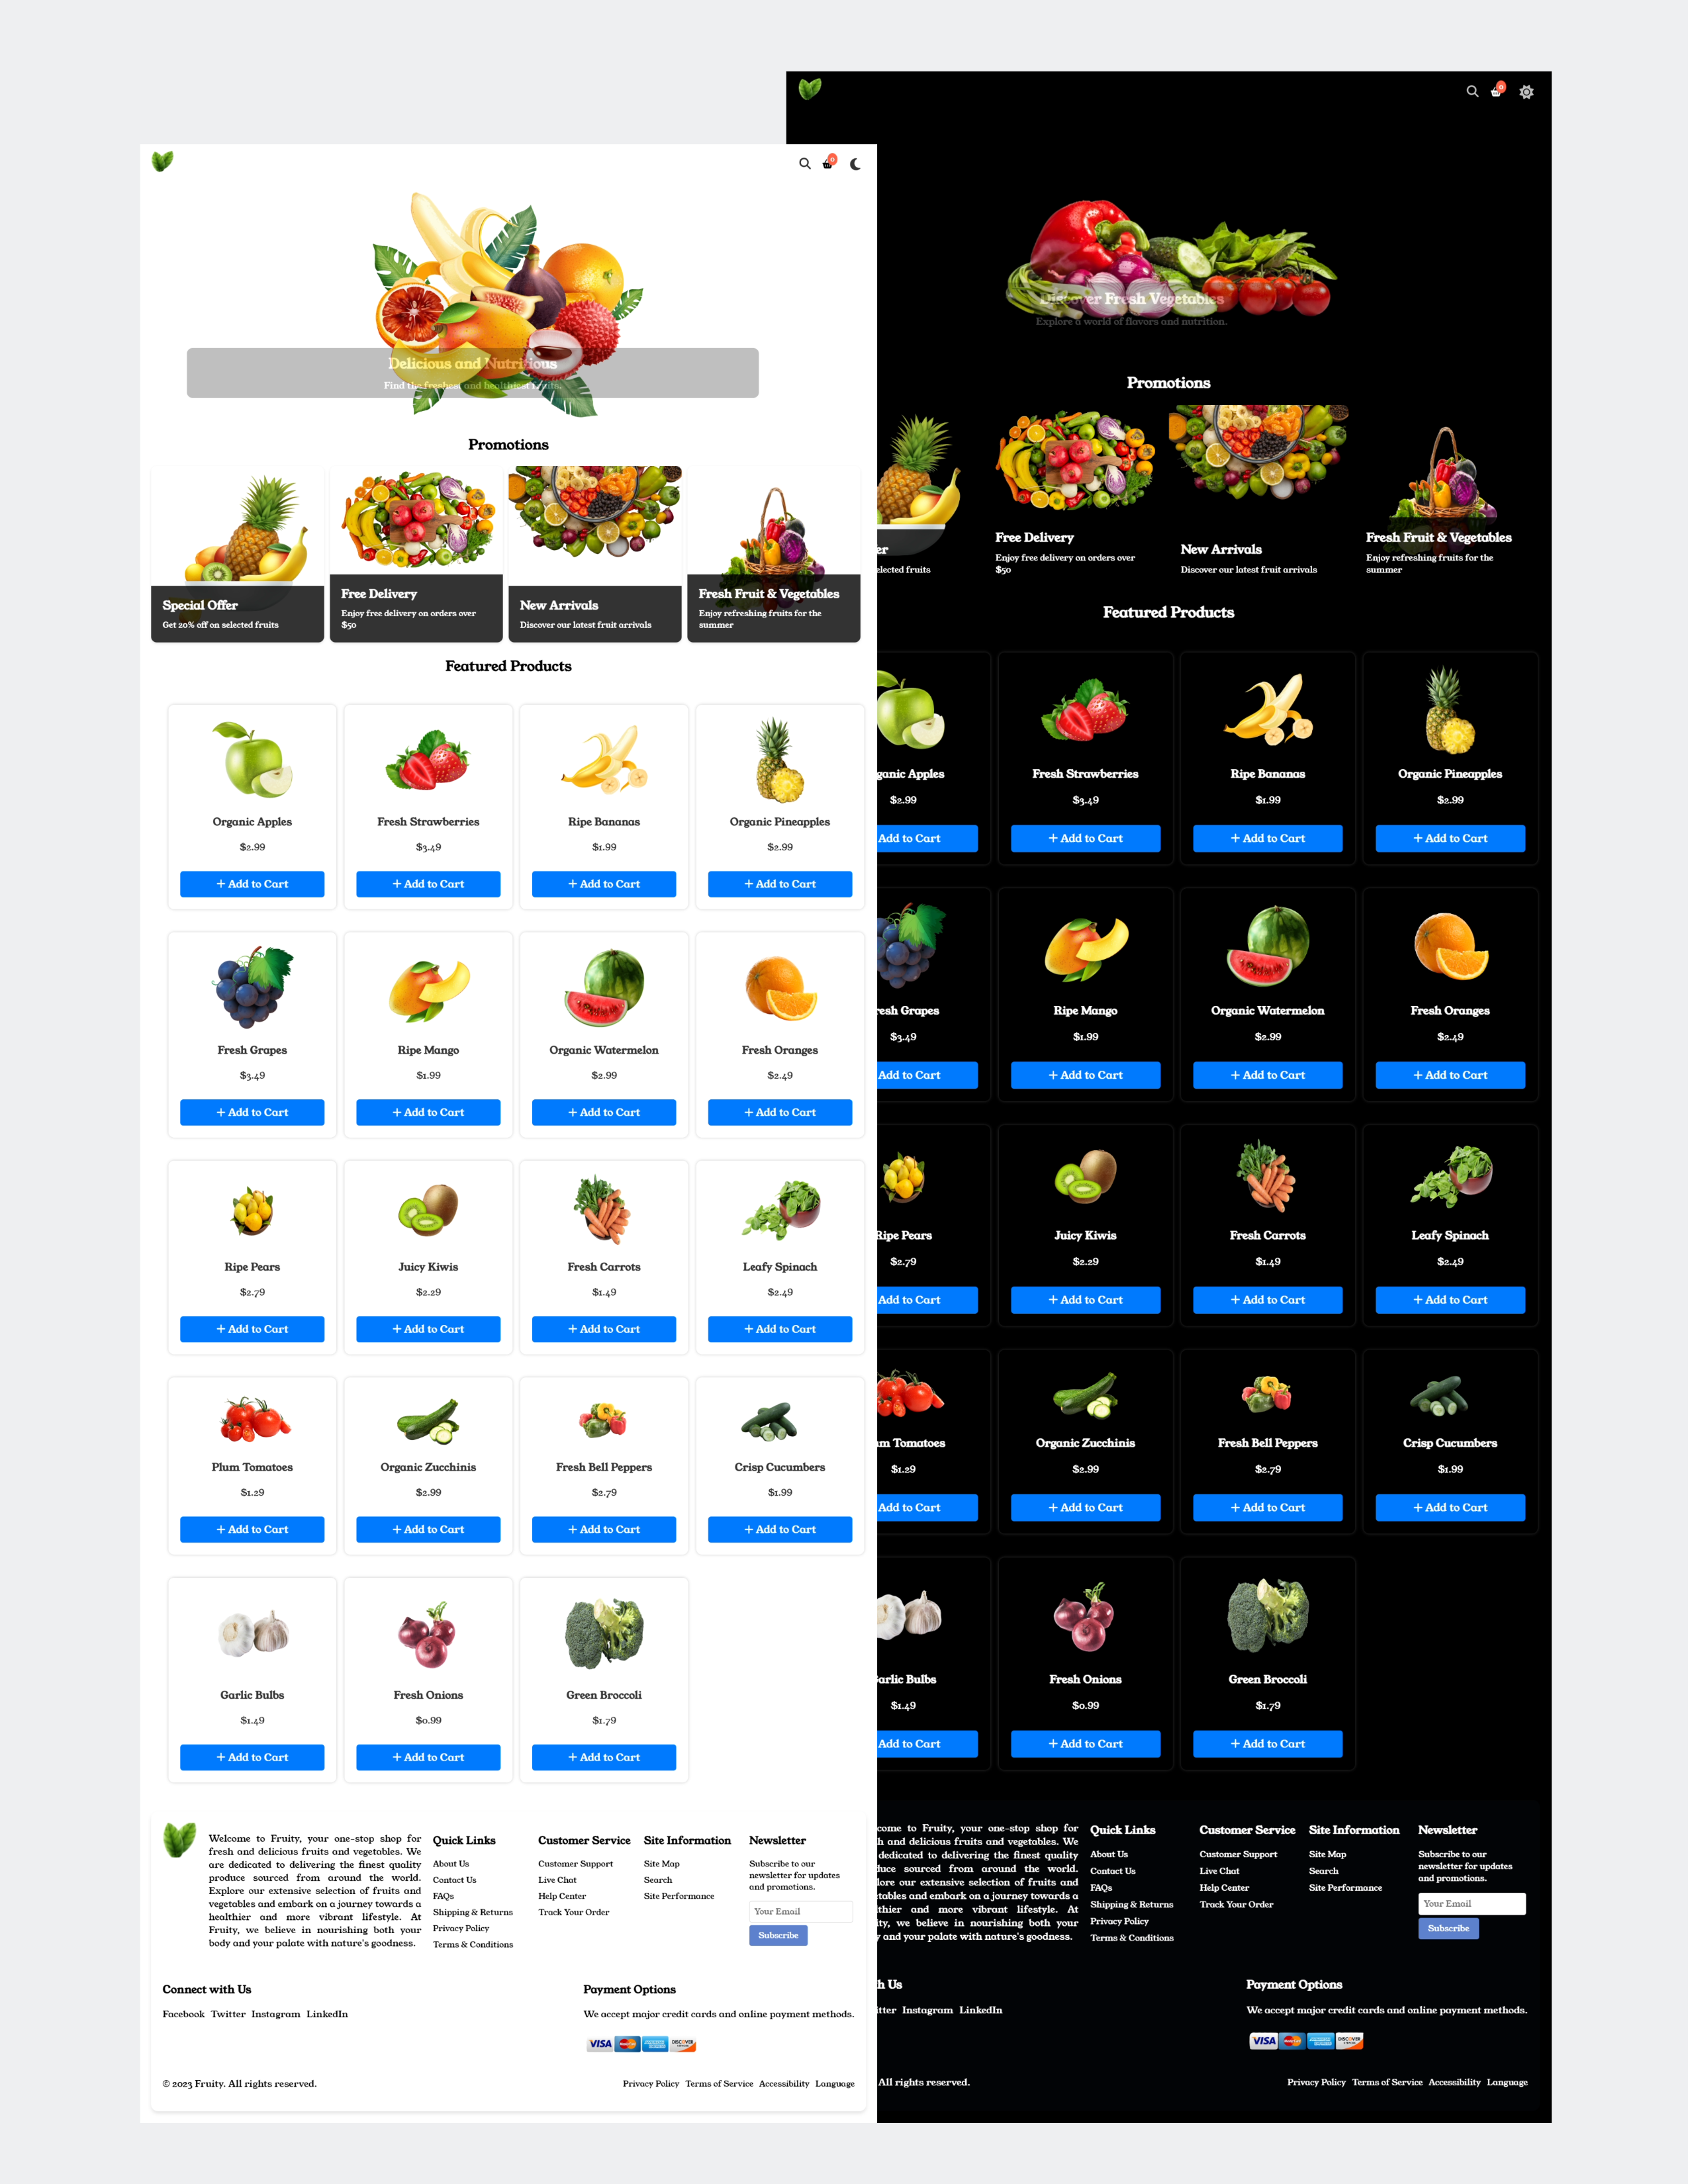 0
Delicious and Nutritious
Find the freshest and healthiest fruits.
Promotions
Special Offer
Get 20% off on selected fruits
Free Delivery
Enjoy free delivery on orders over
$50
New Arrivals
Discover our latest fruit arrivals
Fresh Fruit & Vegetables
Enjoy refreshing fruits for the
summer
Featured Products
Organic Apples
$2.99
+ Add to Cart
Fresh Strawberries
$3.49
+ Add to Cart
Ripe Bananas
$1.99
+ Add to Cart
Organic Pineapples
$2.99
+ Add to Cart
Fresh Grapes
$3.49
+ Add to Cart
Ripe Mango
$1.99
+ Add to Cart
Organic Watermelon
$2.99
+ Add to Cart
Fresh Oranges
$2.49
+ Add to Cart
Ripe Pears
$2.79
+ Add to Cart
Juicy Kiwis
$2.29
+ Add to Cart
Fresh Carrots
$1.49
+ Add to Cart
Leafy Spinach
$2.49
+ Add to Cart
Plum Tomatoes
$1.29
+ Add to Cart
Organic Zucchinis
$2.99
+ Add to Cart
Fresh Bell Peppers
$2.79
+ Add to Cart
Crisp Cucumbers
$1.99
+ Add to Cart
Garlic Bulbs
$1.49
+ Add to Cart
Fresh Onions
$0.99
+ Add to Cart
Green Broccoli
$1.79
+ Add to Cart
Welcome to Fruity, your one-stop shop for
fresh and delicious fruits and vegetables. We
are dedicated to delivering the finest quality
produce sourced from around the world.
Explore our extensive selection of fruits and
vegetables and embark on a journey towards a
healthier and more vibrant lifestyle. At
Fruity, we believe in nourishing both your
body and your palate with nature's goodness.
Quick Links
About Us
Contact Us
FAQs
Shipping & Returns
Privacy Policy
Terms & Conditions
Customer Service
Customer Support
Live Chat
Help Center
Track Your Order
Site Information
Site Map
Search
Site Performance
Newsletter
Subscribe to our
newsletter for updates
and promotions.
Your Email
Subscribe
Connect with Us
Facebook Twitter Instagram LinkedIn
Payment Options
We accept major credit cards and online payment methods.
VISA MasterCard DISCOVER
© 2023 Fruity. All rights reserved.
Privacy Policy Terms of Service Accessibility Language
0
Discover Fresh Vegetables
Explore a world of flavors and nutrition.
Promotions
er
elected fruits
Free Delivery
Enjoy free delivery on orders over
$50
New Arrivals
Discover our latest fruit arrivals
Fresh Fruit & Vegetables
Enjoy refreshing fruits for the
summer
Featured Products
ganic Apples
$2.99
Add to Cart
Fresh Strawberries
$3.49
+ Add to Cart
Ripe Bananas
$1.99
+ Add to Cart
Organic Pineapples
$2.99
+ Add to Cart
resh Grapes
$3.49
Add to Cart
Ripe Mango
$1.99
+ Add to Cart
Organic Watermelon
$2.99
+ Add to Cart
Fresh Oranges
$2.49
+ Add to Cart
Ripe Pears
$2.79
Add to Cart
Juicy Kiwis
$2.29
+ Add to Cart
Fresh Carrots
$1.49
+ Add to Cart
Leafy Spinach
$2.49
+ Add to Cart
um Tomatoes
$1.29
Add to Cart
Organic Zucchinis
$2.99
+ Add to Cart
Fresh Bell Peppers
$2.79
+ Add to Cart
Crisp Cucumbers
$1.99
+ Add to Cart
arlic Bulbs
$1.49
Add to Cart
Fresh Onions
$0.99
+ Add to Cart
Green Broccoli
$1.79
+ Add to Cart
come to Fruity, your one-stop shop for
h and delicious fruits and vegetables. We
dedicated to delivering the finest quality
duce sourced from around the world.
lore our extensive selection of fruits and
etables and embark on a journey towards a
lthier and more vibrant lifestyle. At
ity, we believe in nourishing both your
y and your palate with nature's goodness.
Quick Links
About Us
Contact Us
FAQs
Shipping & Returns
Privacy Policy
Terms & Conditions
Customer Service
Customer Support
Live Chat
Help Center
Track Your Order
Site Information
Site Map
Search
Site Performance
Newsletter
Subscribe to our
newsletter for updates
and promotions.
Your Email
Subscribe
h Us
itter Instagram LinkedIn
Payment Options
We accept major credit cards and online payment methods.
VISA MasterCard DISCOVER
All rights reserved.
Privacy Policy Terms of Service Accessibility Language